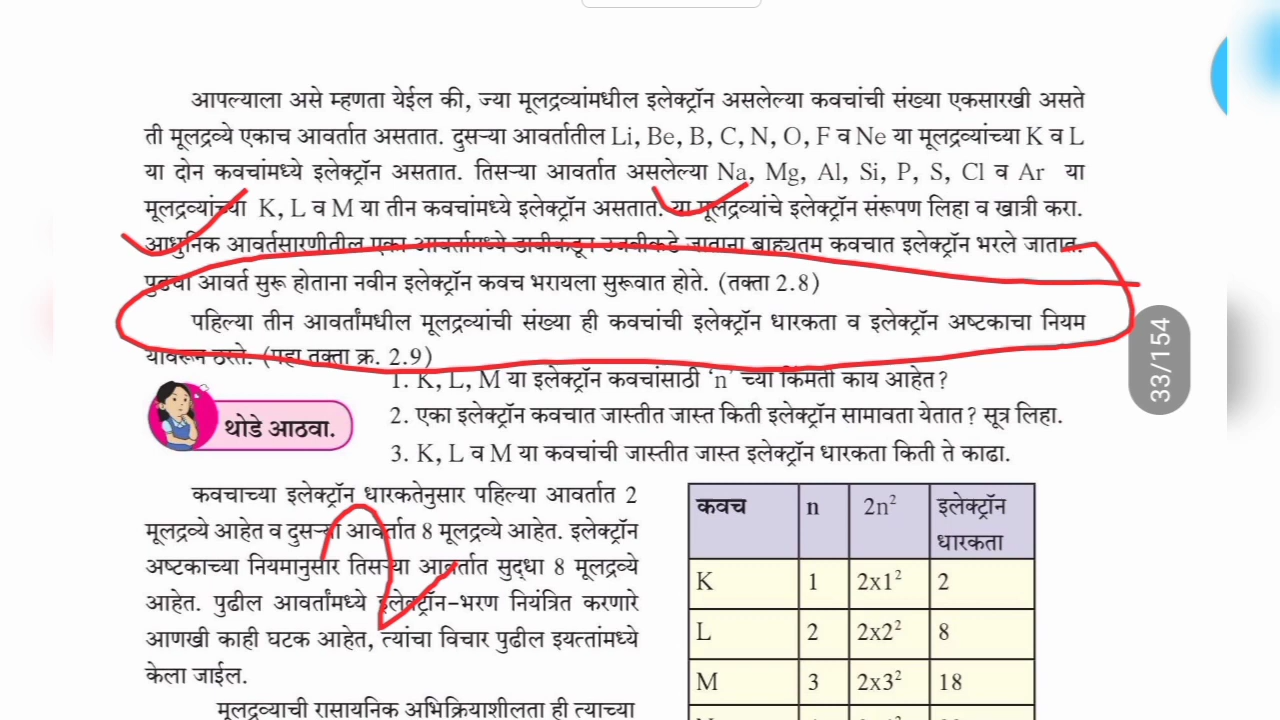 आपल्याला असे म्हणता येईल की, ज्या मूलद्रव्यांमधील इलेक्ट्रॉन असलेल्या कवचांची संख्या एकसारखी असते
ती मूलद्रव्ये एकाच आवर्तात असतात. दुसऱ्या आवर्तातील Li, Be, B, C, N, O, F व Ne या मूलद्रव्यांच्या K व L
या दोन कवचांमध्ये इलेक्ट्रॉन असतात. तिसऱ्या आवर्तात असलेल्या Na, Mg, Al, Si, P, S, Cl व Ar या
मूलद्रव्यांच्या K, L व M या तीन कवचांमध्ये इलेक्ट्रॉन असतात. या मूलद्रव्यांचे इलेक्ट्रॉन संरूपण लिहा व खात्री करा.
आधुनिक आवर्तसारणीतील एका आवर्तामध्ये डावीकडून उजवीकडे जाताना बाह्यतम कवचात इलेक्ट्रॉन भरले जातात.
पुढचा आवर्त सुरू होताना नवीन इलेक्ट्रॉन कवच भरायला सुरूवात होते. (तक्ता 2.8)
पहिल्या तीन आवर्तांमधील मूलद्रव्यांची संख्या ही कवचांची इलेक्ट्रॉन धारकता व इलेक्ट्रॉन अष्टकाचा नियम
यावरून ठरते. (पहा तक्ता क्र. 2.9)
33/154
थोडे आठवा.
1. K, L, M या इलेक्ट्रॉन कवचांसाठी ‘n’ च्या किंमती काय आहेत?
2. एका इलेक्ट्रॉन कवचात जास्तीत जास्त किती इलेक्ट्रॉन सामावता येतात? सूत्र लिहा.
3. K, L व M या कवचांची जास्तीत जास्त इलेक्ट्रॉन धारकता किती ते काढा.
कवचाच्या इलेक्ट्रॉन धारकतेनुसार पहिल्या आवर्तात 2
मूलद्रव्ये आहेत व दुसऱ्या आवर्तात 8 मूलद्रव्ये आहेत. इलेक्ट्रॉन
अष्टकाच्या नियमानुसार तिसऱ्या आवर्तात सुद्धा 8 मूलद्रव्ये
आहेत. पुढील आवर्तांमध्ये इलेक्ट्रॉन-भरण नियंत्रित करणारे
आणखी काही घटक आहेत, त्यांचा विचार पुढील इयत्तांमध्ये
केला जाईल.
मूलद्रव्याची रासायनिक अभिक्रियाशीलता ही त्याच्या
कवच n 2n² इलेक्ट्रॉन धारकता
K 1 2x1² 2
L 2 2x2² 8
M 3 2x3² 18